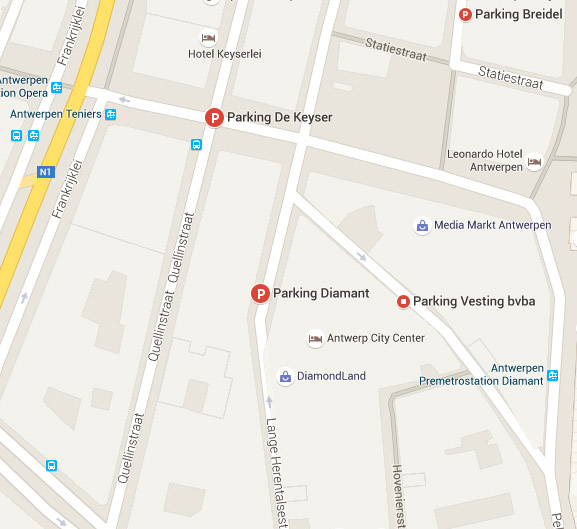 Parking Breidel
Frankrijklei
Hotel Keyserlei
Statiestraat
Statiestraat
Antwerpen
tion Opera
Antwerpen Teniers
P Parking De Keyser
Leonardo Hotel
Antwerpen
N1
Frankrijklei
Quellinstraat
Media Markt Antwerpen
P Parking Diamant
Parking Vesting bvba
Quellinstraat
Antwerp City Center
DiamondLand
Antwerpen
Premetrostation Diamant
Quellinstraat
Lange Herentalsest
Hoveniersst
Pe